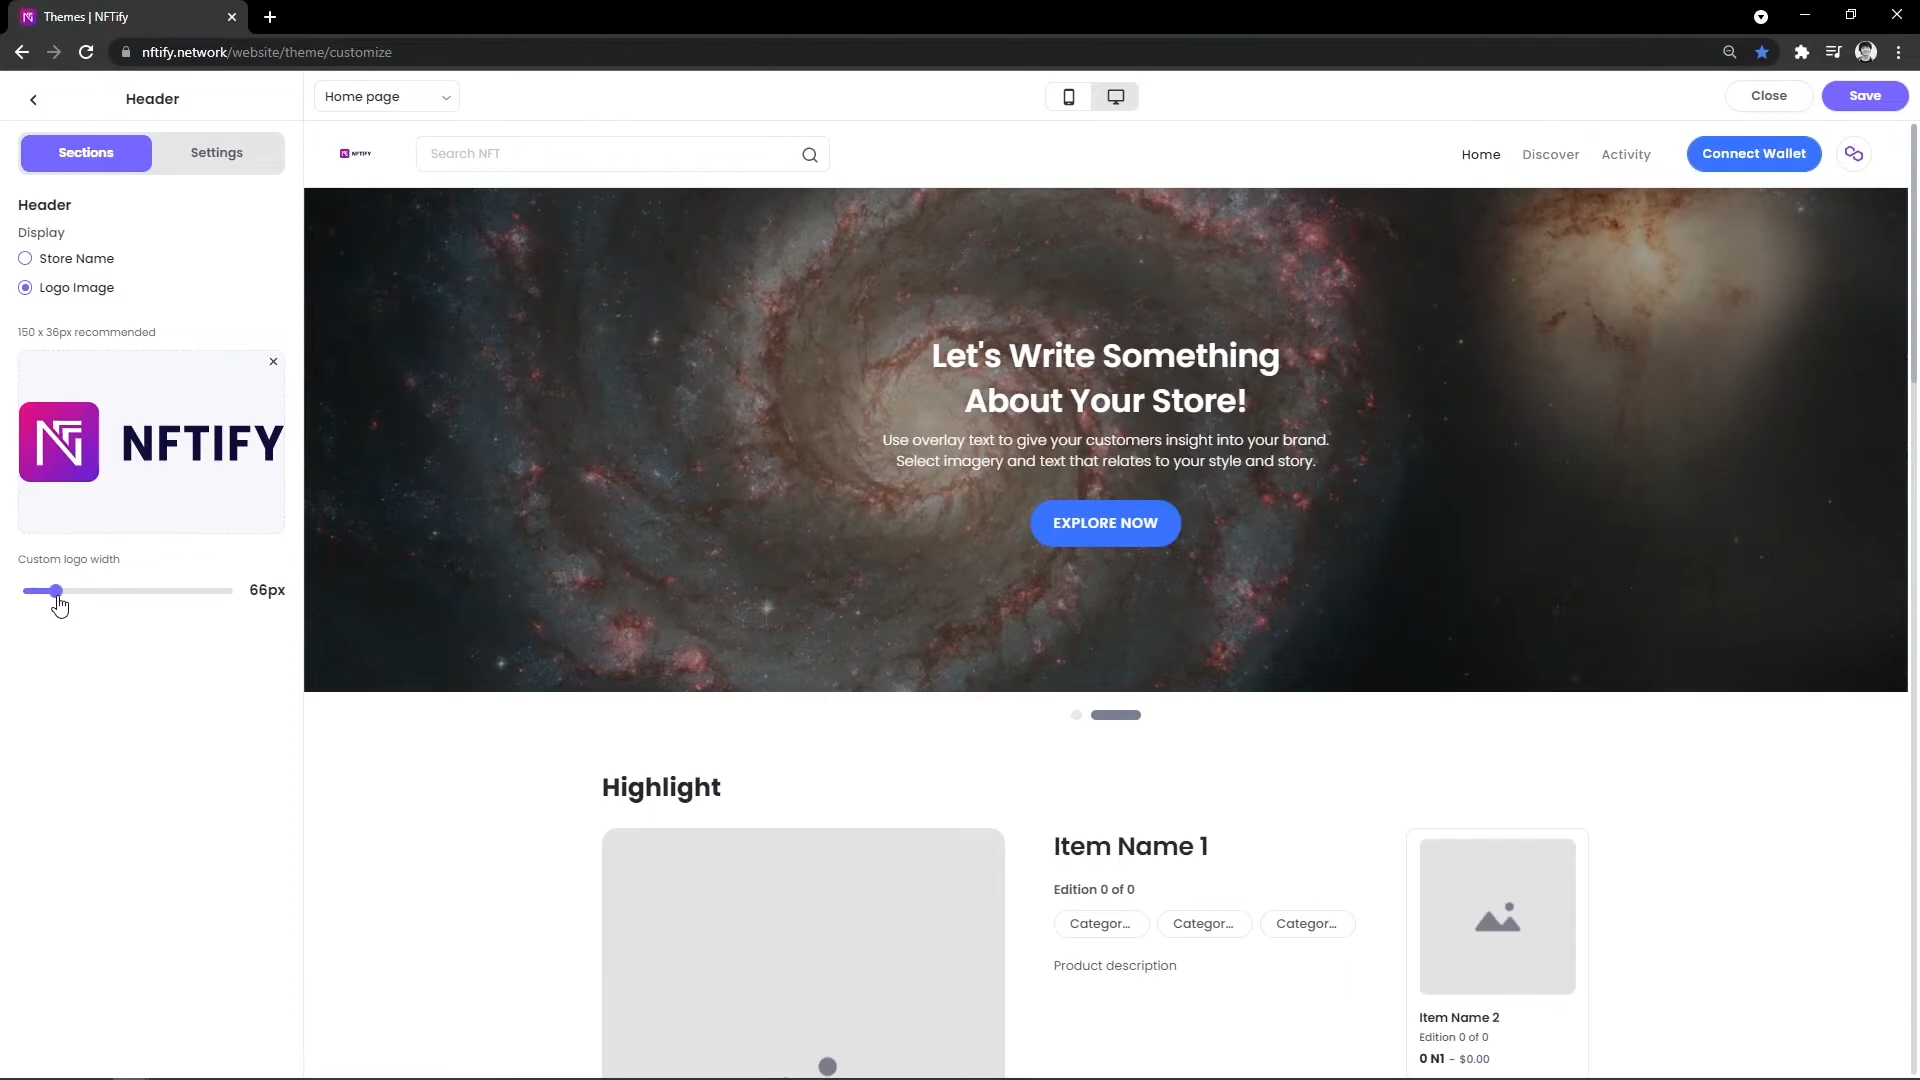 Themes | NFTify
nftify.network/website/theme/customize
Header
Home page
Close
Save
Sections
Settings
NFTIFY
Search NFT
Home
Discover
Activity
Connect Wallet
Header
Display
Store Name
Logo Image
150 x 36px recommended
NFTIFY
Custom logo width
66px
Let's Write Something
About Your Store!
Use overlay text to give your customers insight into your brand.
Select imagery and text that relates to your style and story.
EXPLORE NOW
Highlight
Item Name 1
Edition 0 of 0
Categor...
Categor...
Categor...
Product description
Item Name 2
Edition 0 of 0
0 N1 - $0.00